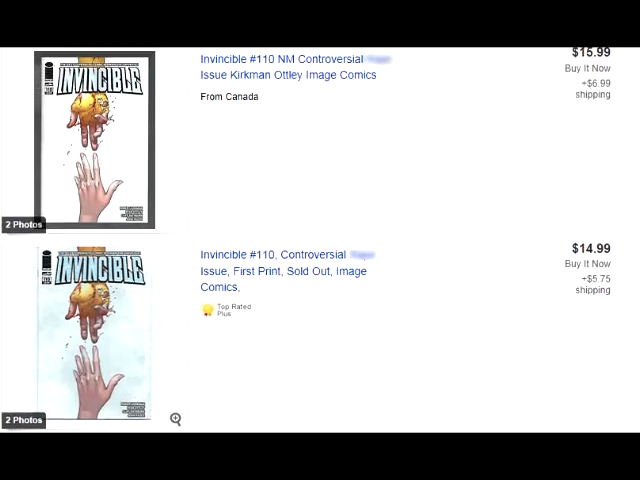 $15.99
Invincible #110 NM Controversial
Buy It Now
Issue Kirkman Ottley Image Comics
+$6.99
From Canada
shipping
INVINCIBLE
2 Photos
$14.99
Invincible #110, Controversial
Buy It Now
Issue, First Print, Sold Out, Image
+$5.75
Comics,
shipping
Top Rated
Plus
INVINCIBLE
2 Photos